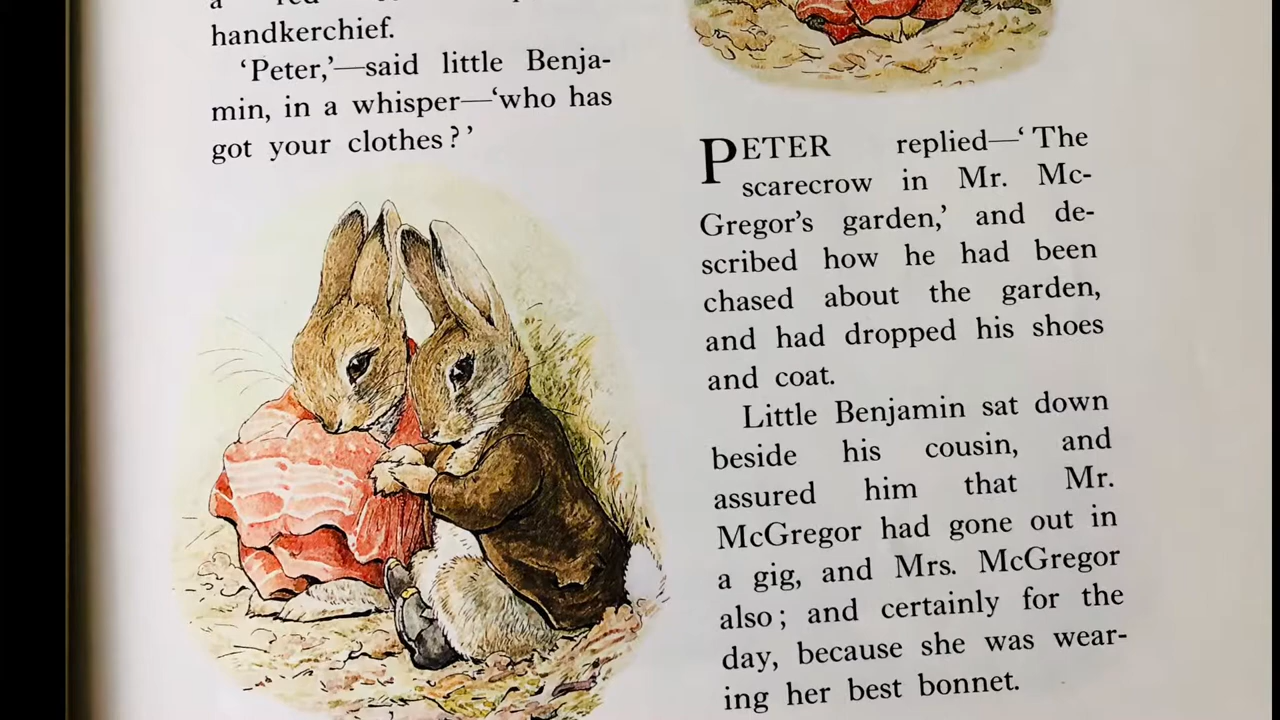 a red
handkerchief.
‘Peter,’—said little Benja-
min, in a whisper—‘who has
got your clothes?’
PETER replied—‘The
scarecrow in Mr. Mc-
Gregor’s garden,’ and de-
scribed how he had been
chased about the garden,
and had dropped his shoes
and coat.
Little Benjamin sat down
beside his cousin, and
assured him that Mr.
McGregor had gone out in
a gig, and Mrs. McGregor
also; and certainly for the
day, because she was wear-
ing her best bonnet.